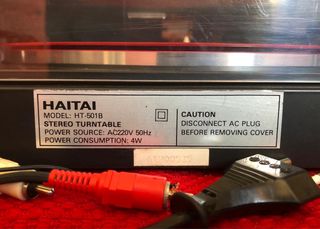 HAITAI
MODEL: HT-501B
STEREO TURNTABLE
POWER SOURCE: AC220V 50Hz
POWER CONSUMPTION: 4W
CAUTION
DISCONNECT AC PLUG
BEFORE REMOVING COVER